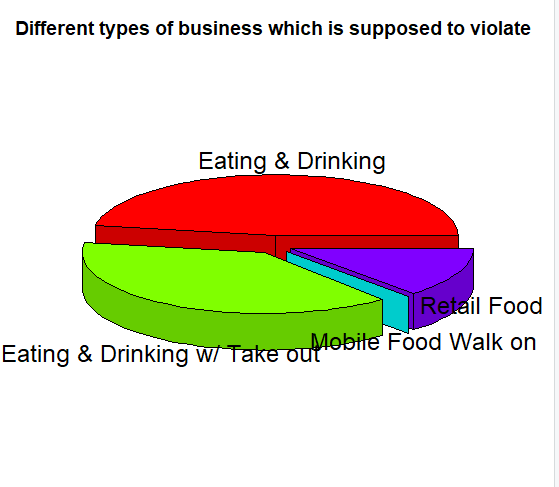 Different types of business which is supposed to violate
Eating & Drinking
Retail Food
Mobile Food Walk on
Eating & Drinking w/ Take out